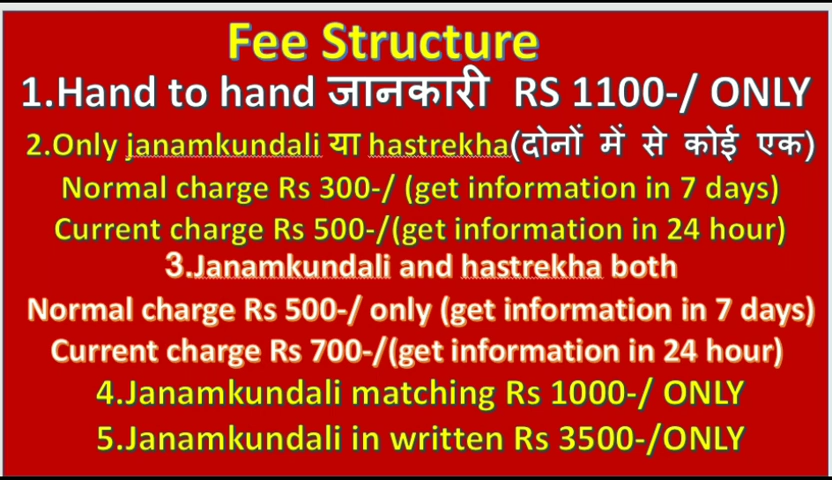 Fee Structure
1.Hand to hand जानकारी RS 1100-/ ONLY
2.Only janamkundali या hastrekha(दोनों में से कोई एक)
Normal charge Rs 300-/ (get information in 7 days)
Current charge Rs 500-/(get information in 24 hour)
3.Janamkundali and hastrekha both
Normal charge Rs 500-/ only (get information in 7 days)
Current charge Rs 700-/(get information in 24 hour)
4.Janamkundali matching Rs 1000-/ ONLY
5.Janamkundali in written Rs 3500-/ONLY